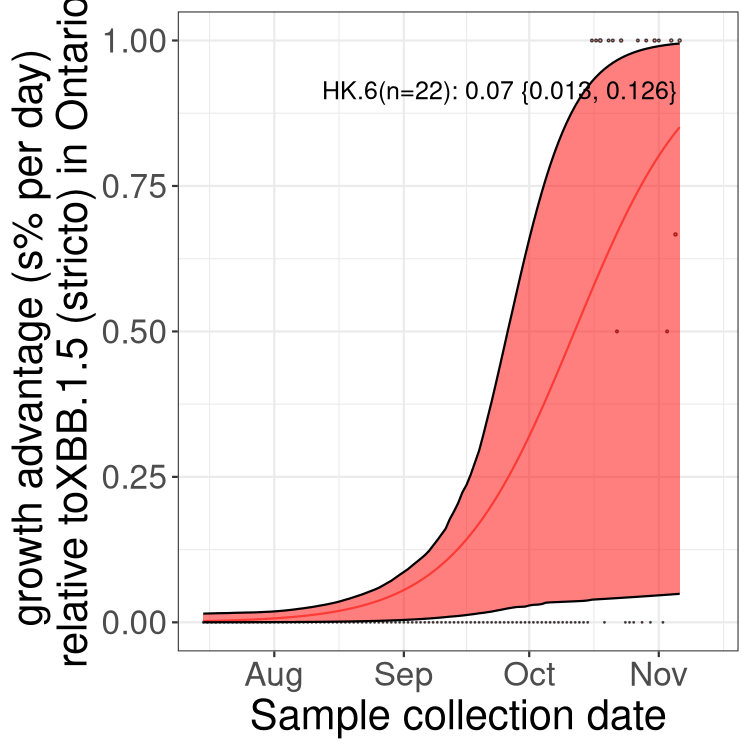 growth advantage (s% per day)
relative toXBB.1.5 (stricto) in Ontario
1.00
HK.6(n=22): 0.07 {0.013, 0.126}
0.75
0.50
0.25
0.00
Aug Sep Oct Nov
Sample collection date